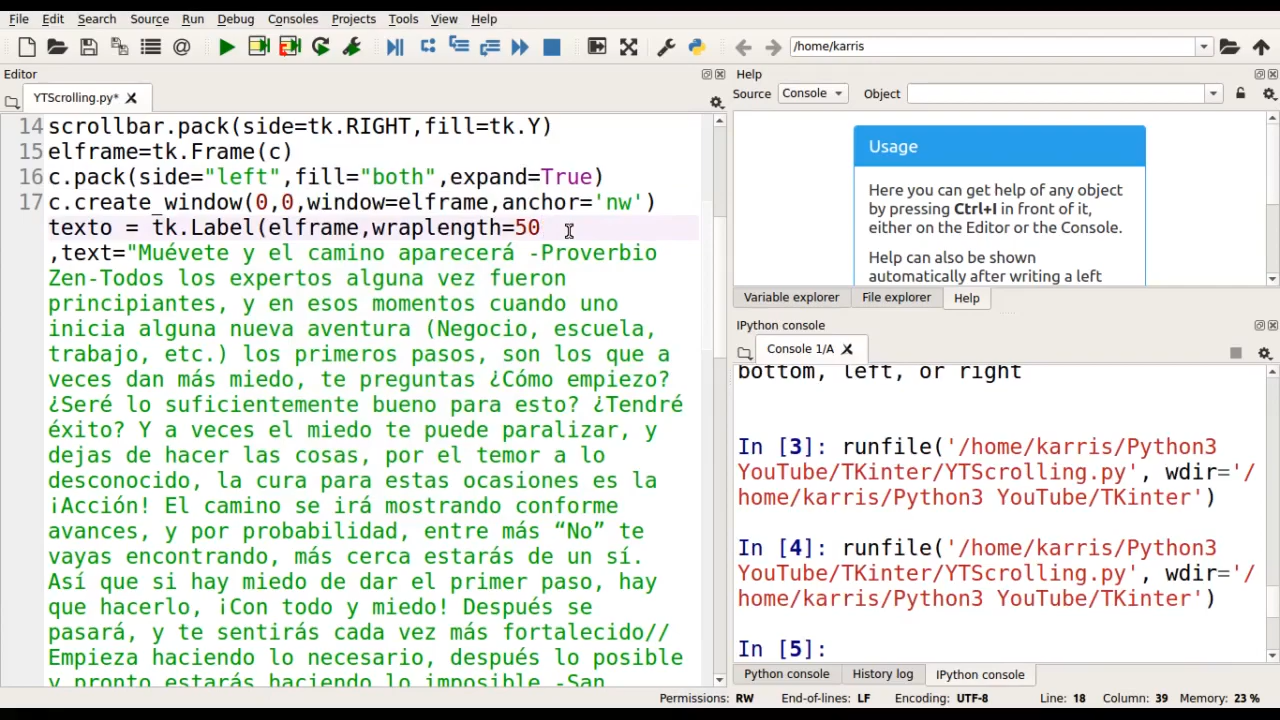 File Edit Search Source Run Debug Consoles Projects Tools View Help
/home/karris
Editor
YTScrolling.py*
14 scrollbar.pack(side=tk.RIGHT,fill=tk.Y)
15 elframe=tk.Frame(c)
16 c.pack(side="left",fill="both",expand=True)
17 c.create_window(0,0,window=elframe,anchor='nw')
texto = tk.Label(elframe,wraplength=50
,text="Muévete y el camino aparecerá -Proverbio
Zen-Todos los expertos alguna vez fueron
principiantes, y en esos momentos cuando uno
inicia alguna nueva aventura (Negocio, escuela,
trabajo, etc.) los primeros pasos, son los que a
veces dan más miedo, te preguntas ¿Cómo empiezo?
¿Seré lo suficientemente bueno para esto? ¿Tendré
éxito? Y a veces el miedo te puede paralizar, y
dejas de hacer las cosas, por el temor a lo
desconocido, la cura para estas ocasiones es la
¡Acción! El camino se irá mostrando conforme
avances, y por probabilidad, entre más “No” te
vayas encontrando, más cerca estarás de un sí.
Así que si hay miedo de dar el primer paso, hay
que hacerlo, ¡Con todo y miedo! Después se
pasará, y te sentirás cada vez más fortalecido//
Empieza haciendo lo necesario, después lo posible
y pronto estarás haciendo lo imposible -San
Help
Source Console Object
Usage
Here you can get help of any object
by pressing Ctrl+I in front of it,
either on the Editor or the Console.
Help can also be shown
automatically after writing a left
Variable explorer File explorer Help
IPython console
Console 1/A
bottom, left, or right
In [3]: runfile('/home/karris/Python3
YouTube/TKinter/YTScrolling.py', wdir='/
home/karris/Python3 YouTube/TKinter')
In [4]: runfile('/home/karris/Python3
YouTube/TKinter/YTScrolling.py', wdir='/
home/karris/Python3 YouTube/TKinter')
In [5]:
Python console History log IPython console
Permissions: RW End-of-lines: LF Encoding: UTF-8 Line: 18 Column: 39 Memory: 23 %